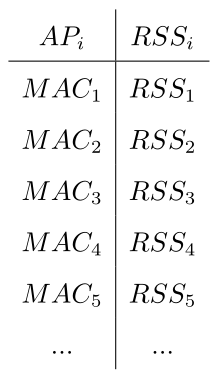 AP_i RSS_i
MAC_1 RSS_1
MAC_2 RSS_2
MAC_3 RSS_3
MAC_4 RSS_4
MAC_5 RSS_5
... ...